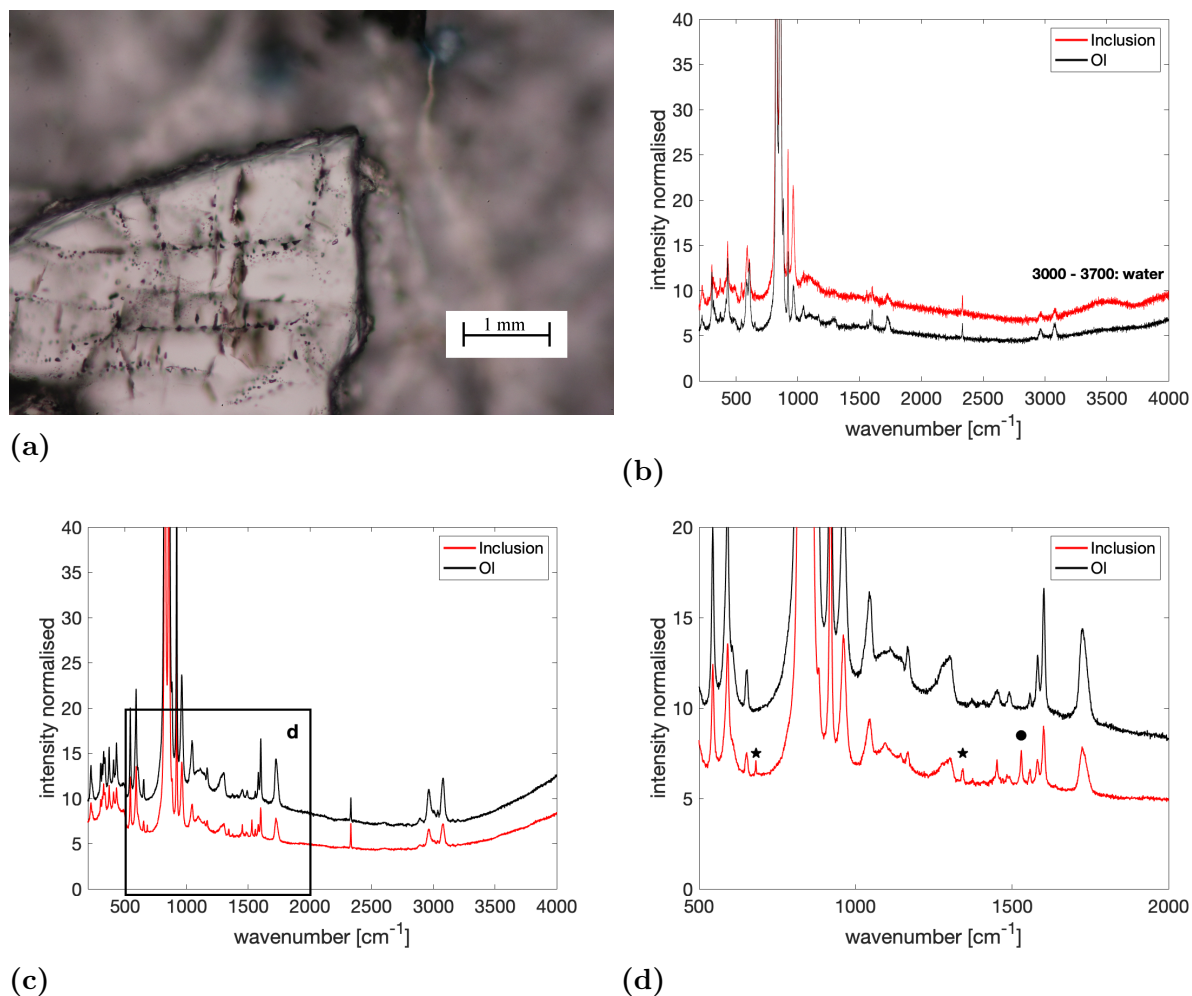 1 mm
(a)
40
35
30
25
20
15
10
5
0
intensity normalised
Inclusion
Ol
3000 - 3700: water
500 1000 1500 2000 2500 3000 3500 4000
wavenumber [cm-1]
(b)
40
35
30
25
20
15
10
5
0
intensity normalised
Inclusion
Ol
d
500 1000 1500 2000 2500 3000 3500 4000
wavenumber [cm-1]
(c)
20
15
10
5
0
intensity normalised
Inclusion
Ol
500 1000 1500 2000
wavenumber [cm-1]
(d)